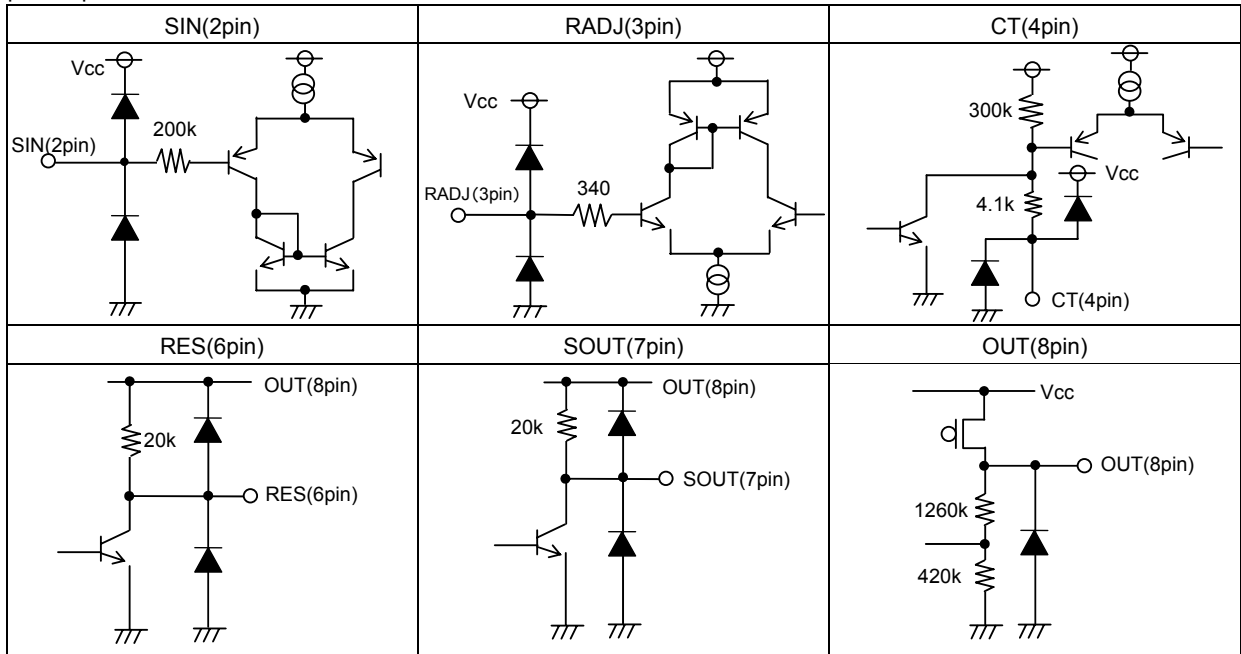 SIN(2pin)
RADJ(3pin)
CT(4pin)
Vcc
SIN(2pin)
200k
Vcc
RADJ(3pin)
340
300k
Vcc
4.1k
CT(4pin)
RES(6pin)
SOUT(7pin)
OUT(8pin)
OUT(8pin)
20k
RES(6pin)
OUT(8pin)
20k
SOUT(7pin)
Vcc
OUT(8pin)
1260k
420k